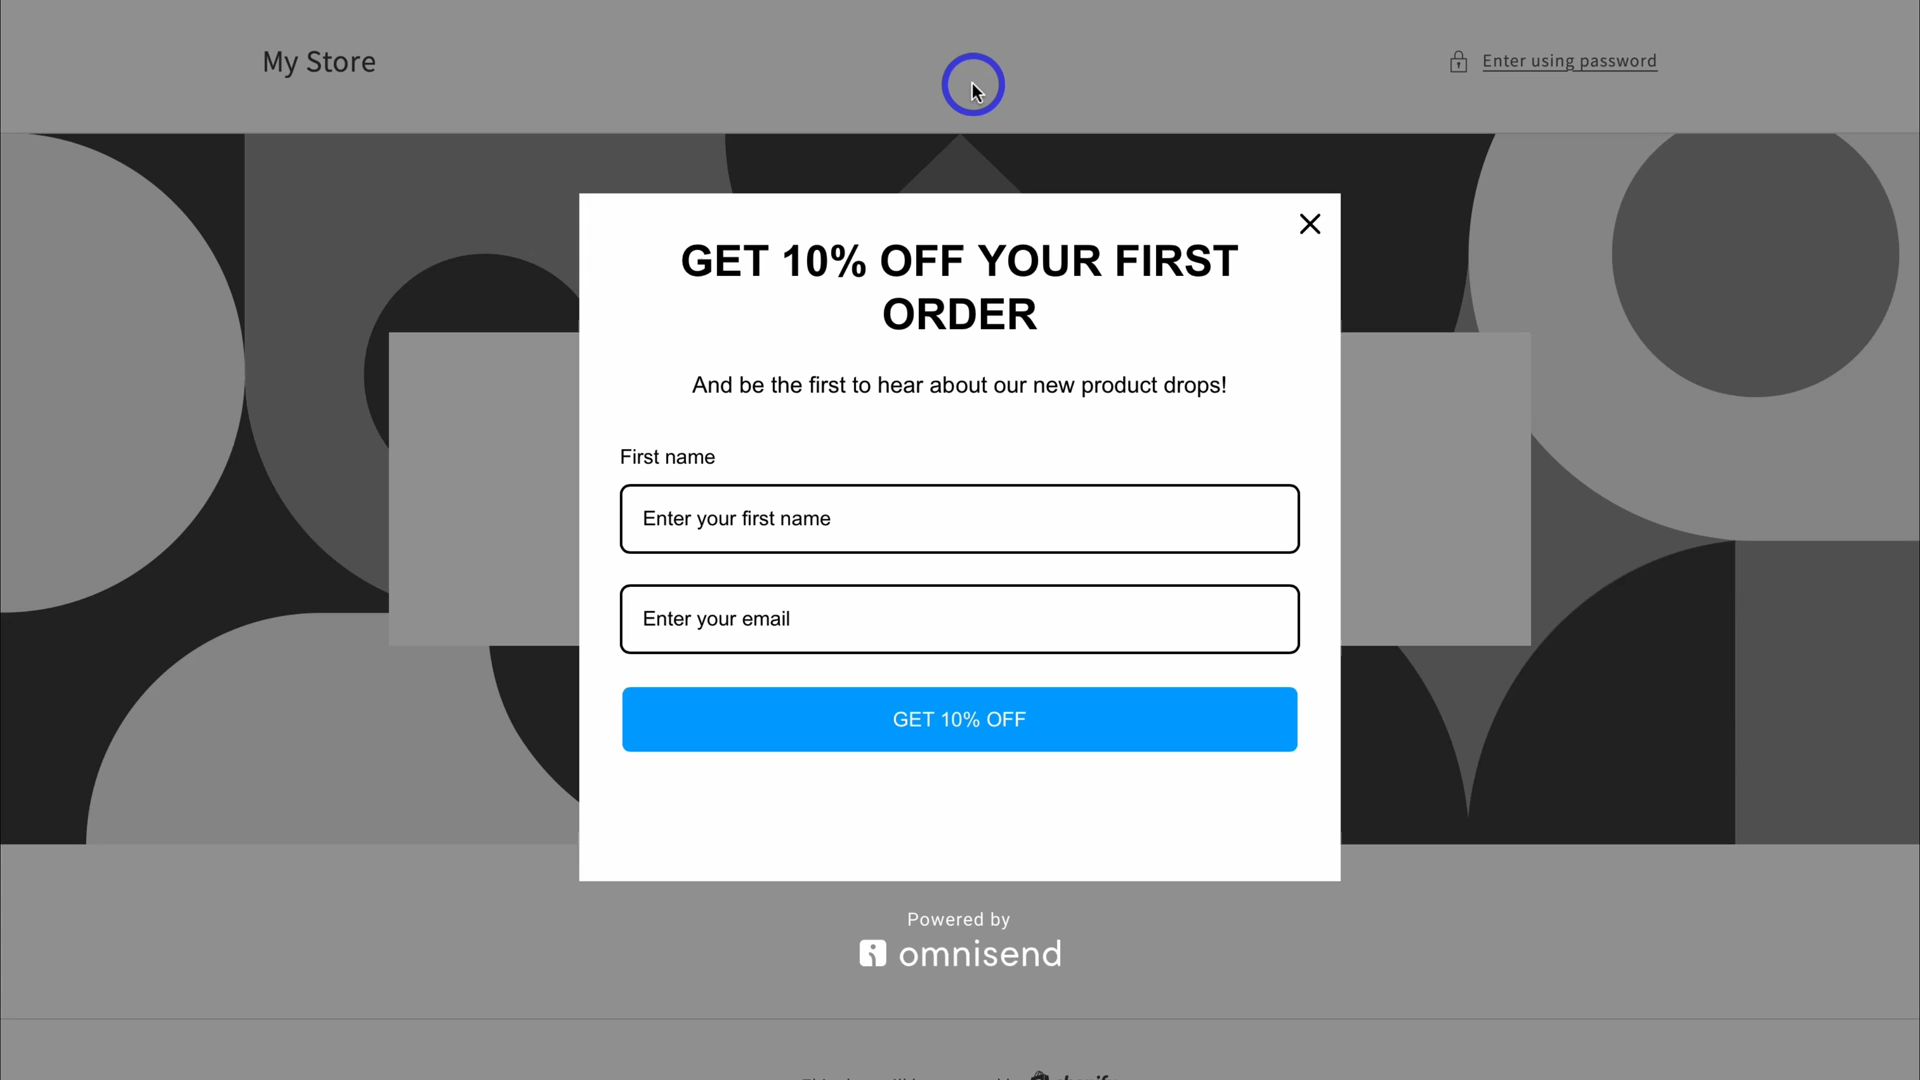 My Store
Enter using password
GET 10% OFF YOUR FIRST
ORDER
And be the first to hear about our new product drops!
First name
Enter your first name
Enter your email
GET 10% OFF
Powered by
omnisend